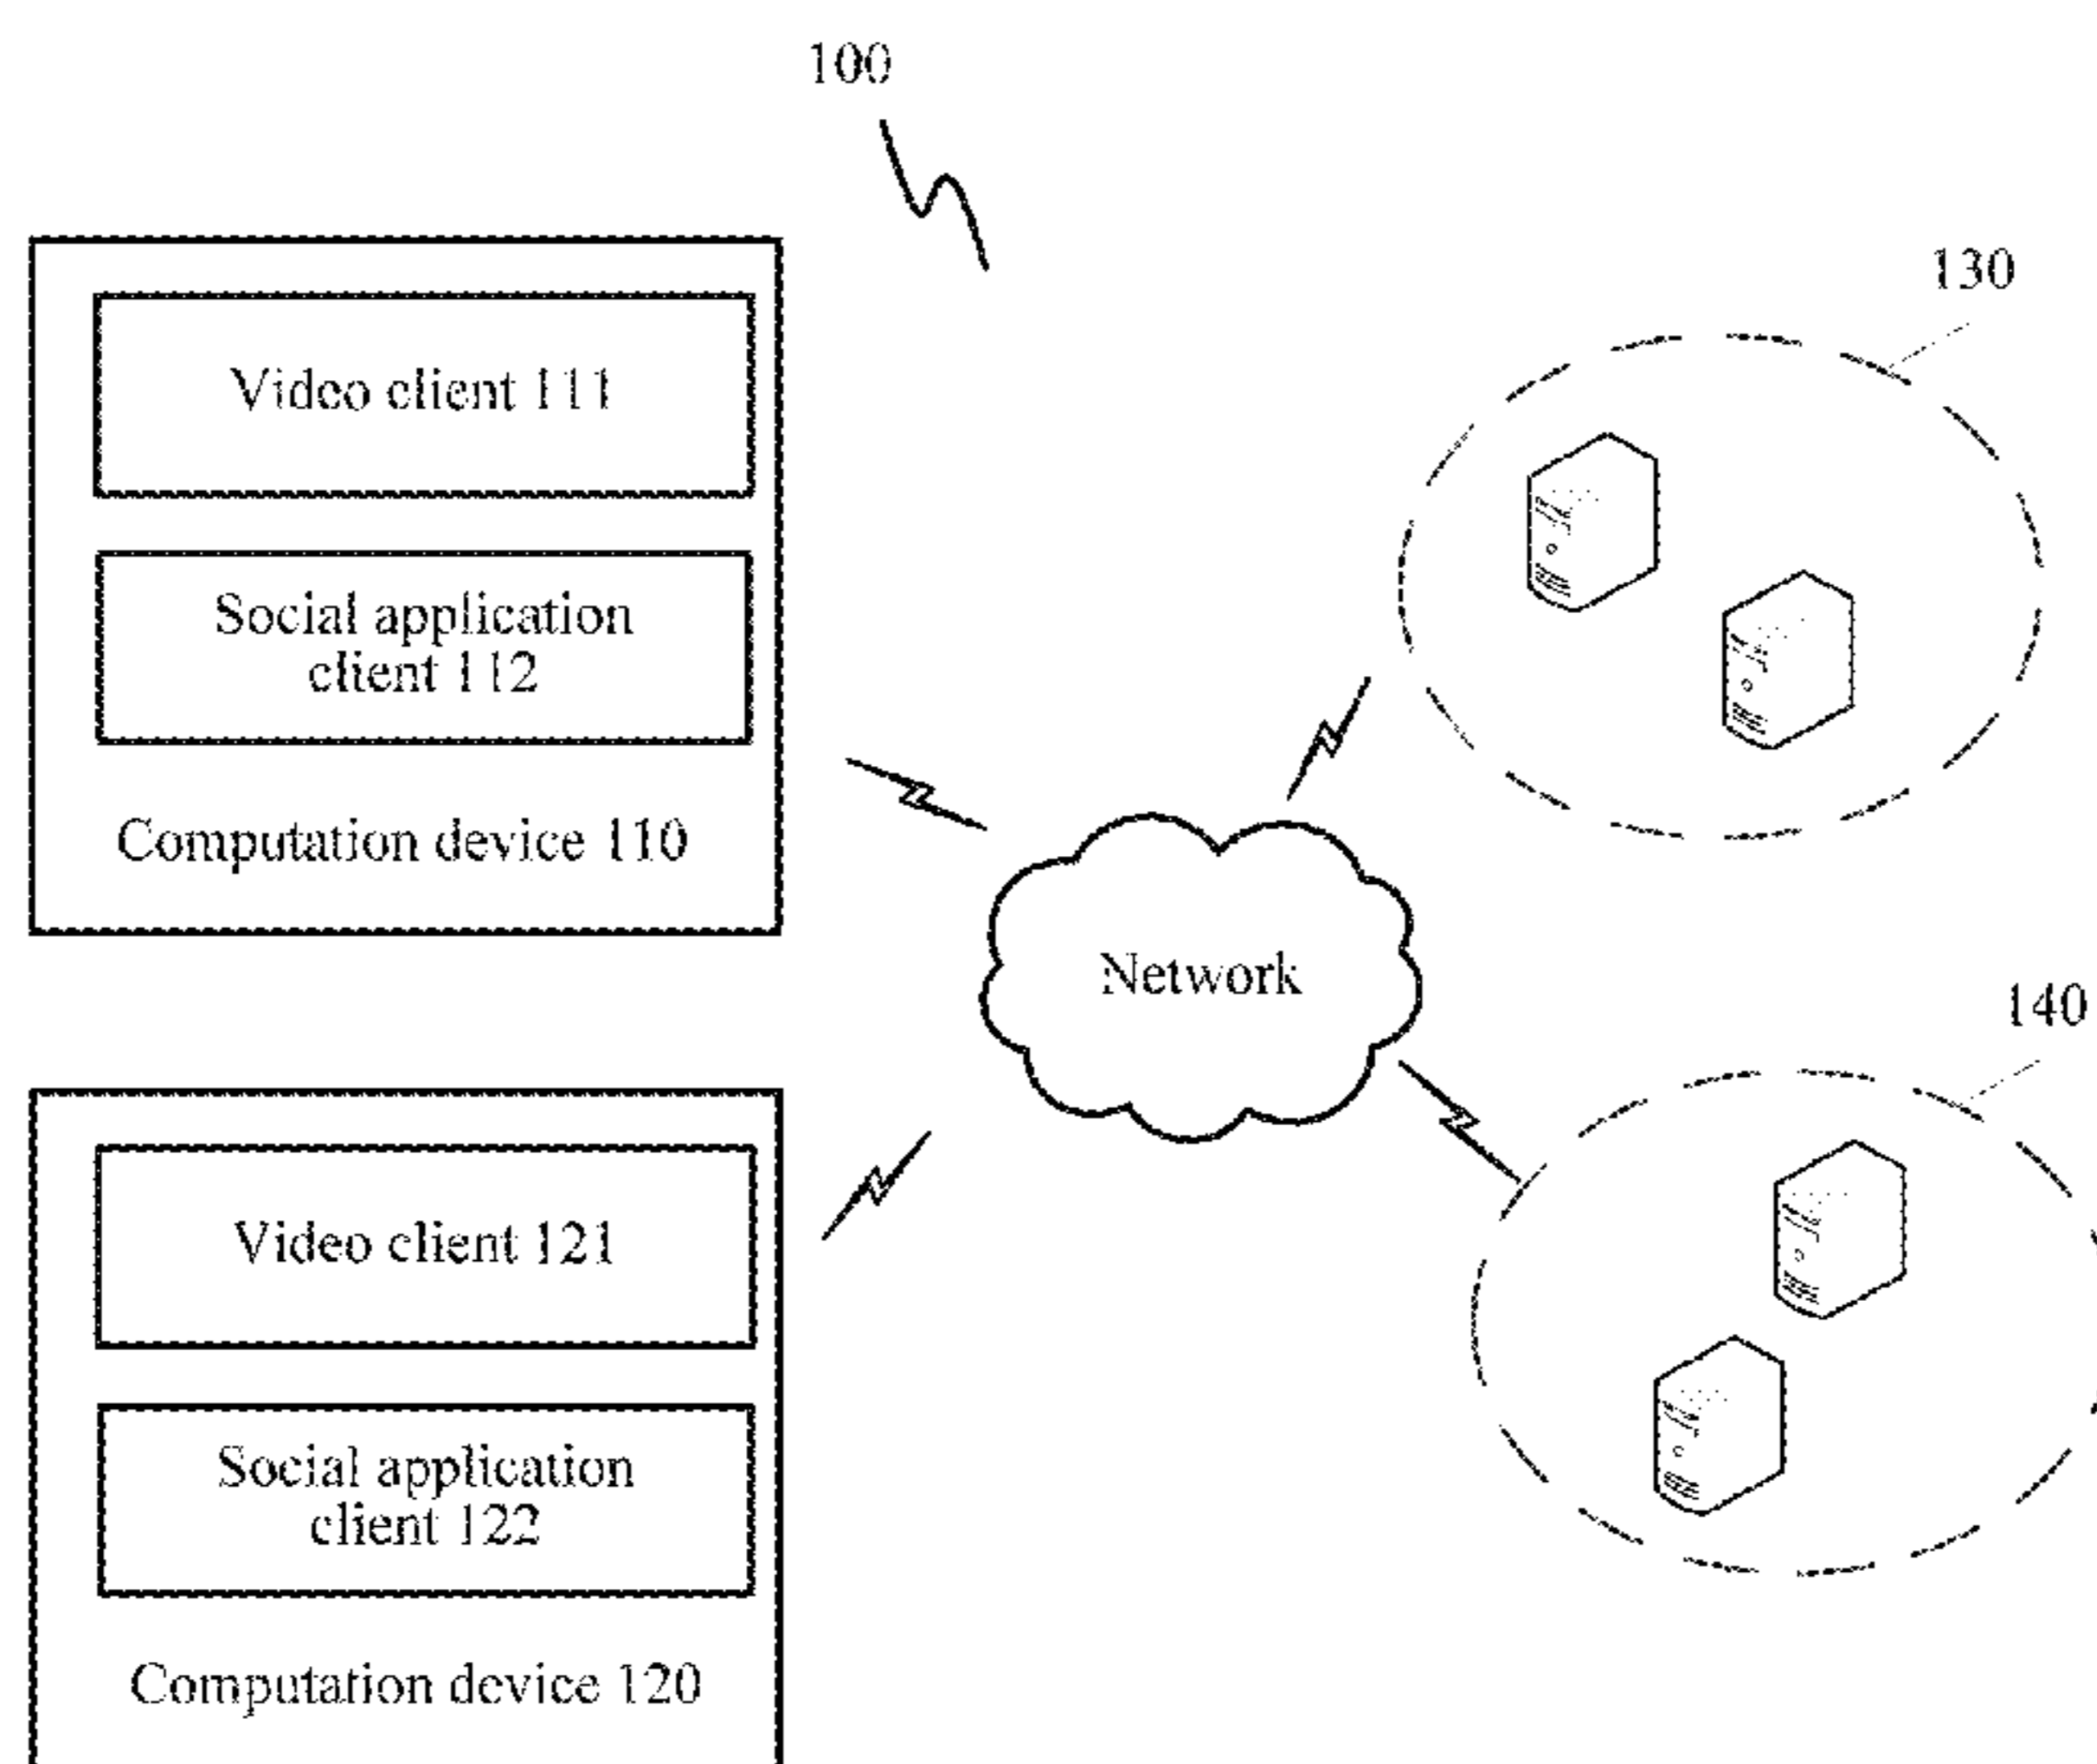 100
130
Video client 111
Social application
client 112
Computation device 110
Network
140
Video client 121
Social application
client 122
Computation device 120